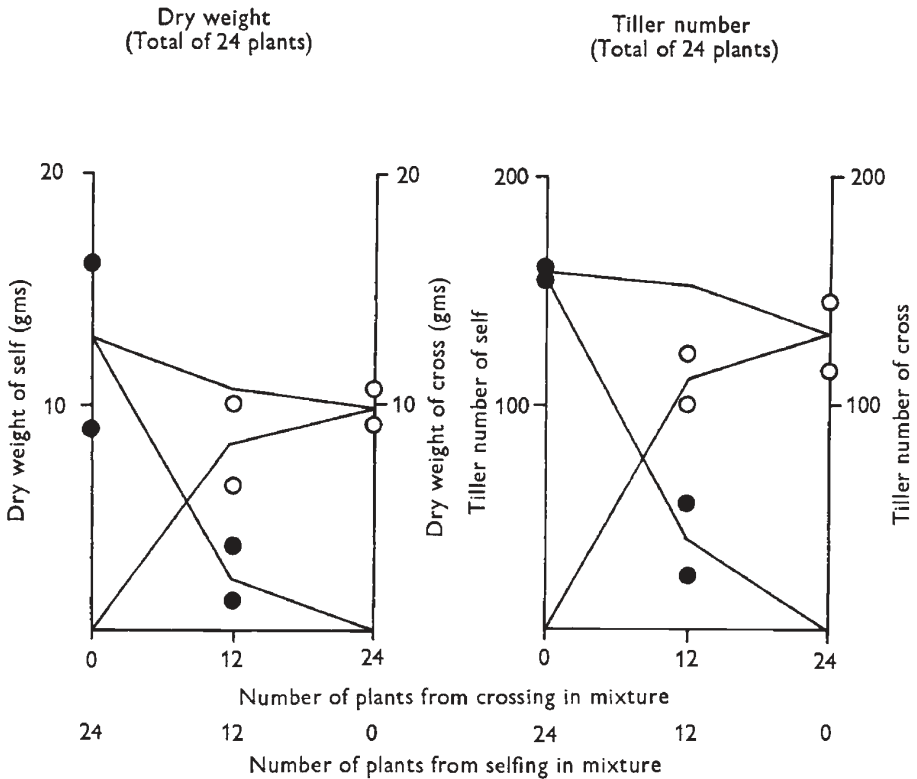 Dry weight
(Total of 24 plants)
Tiller number
(Total of 24 plants)
20
10
20
10
Dry weight of self (gms)
Dry weight of cross (gms)
0
12
24
200
100
200
100
Tiller number of self
Tiller number of cross
0
12
24
Number of plants from crossing in mixture
24
12
0
24
12
0
Number of plants from selfing in mixture